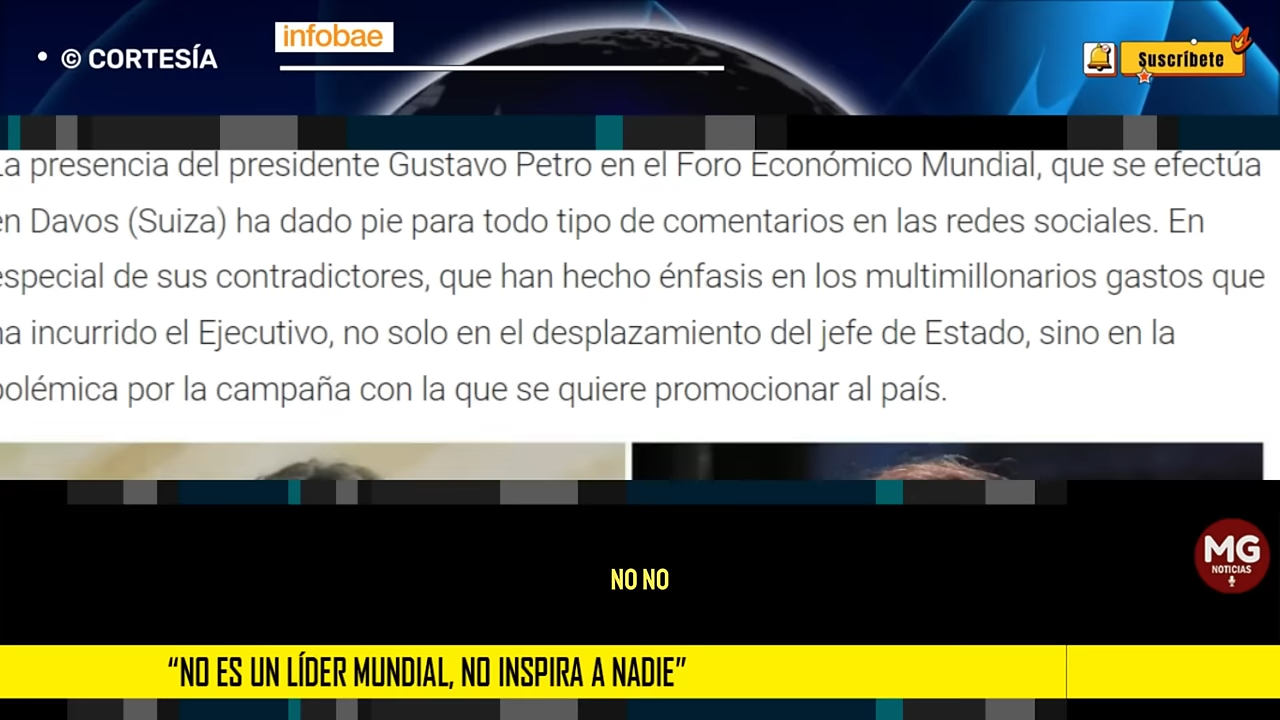 infobae
• © CORTESÍA
Suscríbete
La presencia del presidente Gustavo Petro en el Foro Económico Mundial, que se efectúa
en Davos (Suiza) ha dado pie para todo tipo de comentarios en las redes sociales. En
especial de sus contradictores, que han hecho énfasis en los multimillonarios gastos que
ha incurrido el Ejecutivo, no solo en el desplazamiento del jefe de Estado, sino en la
polémica por la campaña con la que se quiere promocionar al país.
MG
NOTICIAS
NO NO
“NO ES UN LÍDER MUNDIAL, NO INSPIRA A NADIE”